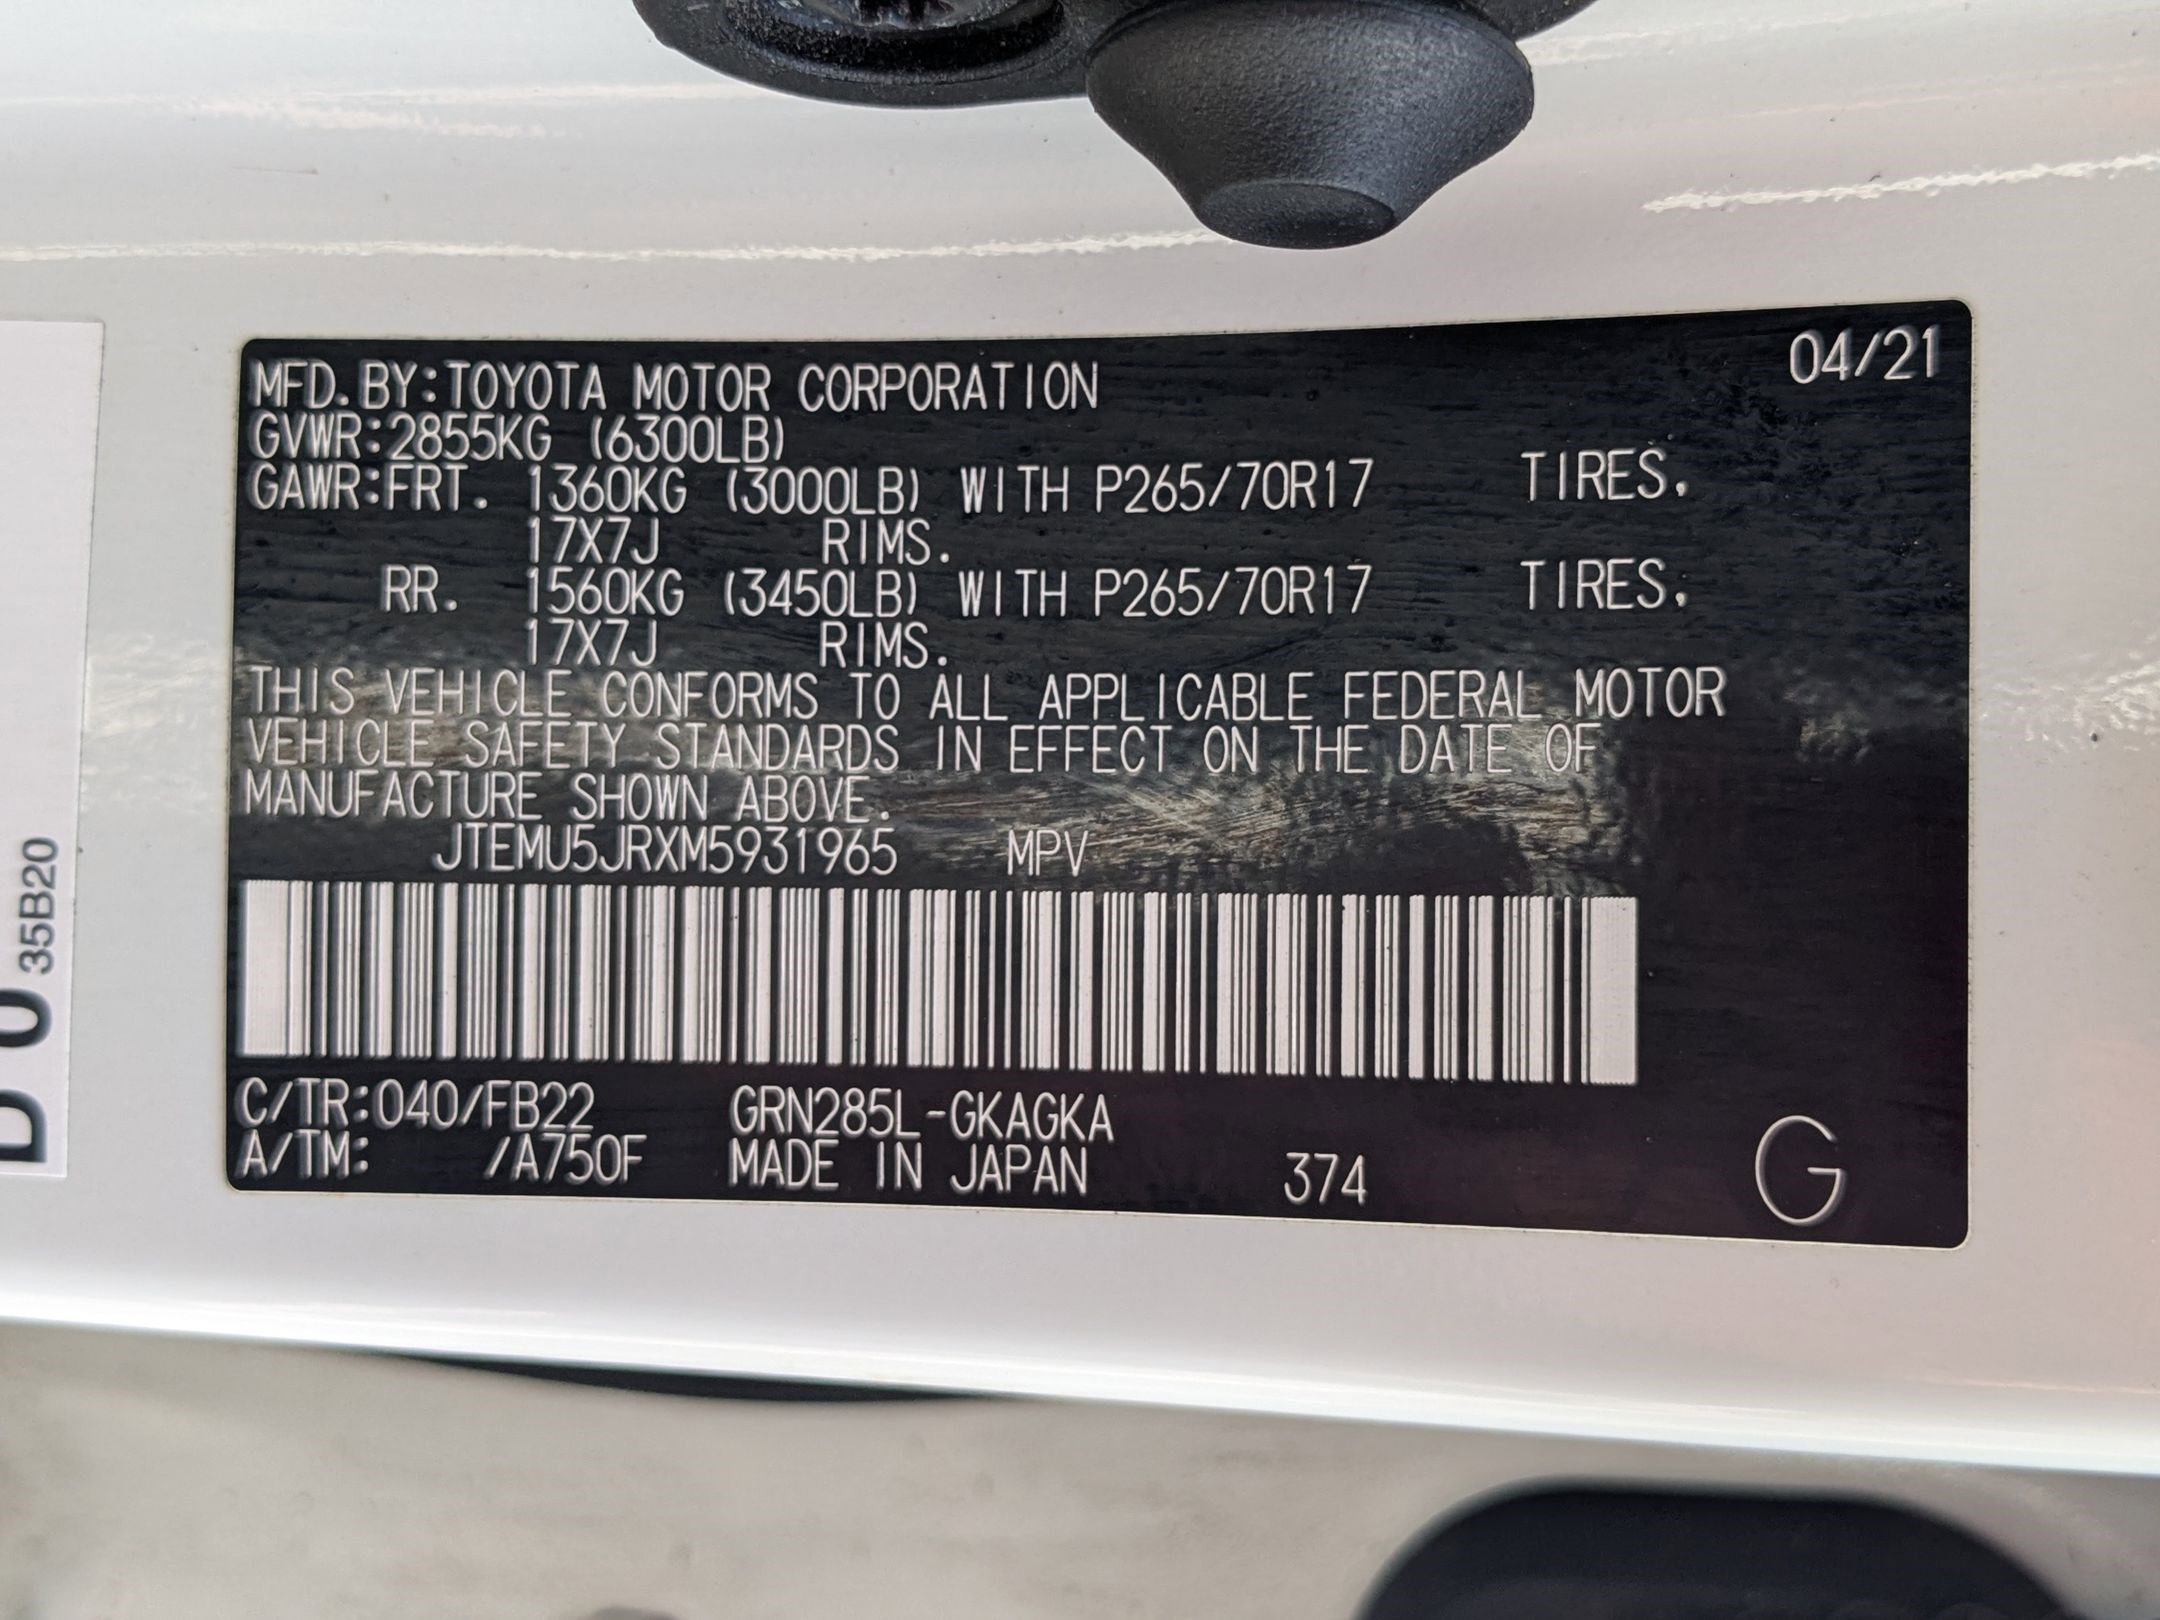 04/21
MFD.BY:TOYOTA MOTOR CORPORATION
GVWR:2855KG (6300LB)
GAWR:FRT. 1360KG (3000LB) WITH P265/70R17 TIRES,
17X7J RIMS.
RR. 1560KG (3450LB) WITH P265/70R17 TIRES,
17X7J RIMS.
THIS VEHICLE CONFORMS TO ALL APPLICABLE FEDERAL MOTOR
VEHICLE SAFETY STANDARDS IN EFFECT ON THE DATE OF
MANUFACTURE SHOWN ABOVE.
JTEMU5JRXM5931965 MPV
C/TR:040/FB22 GRN285L-GKAGKA
A/TM: /A750F MADE IN JAPAN 374 G
35B20